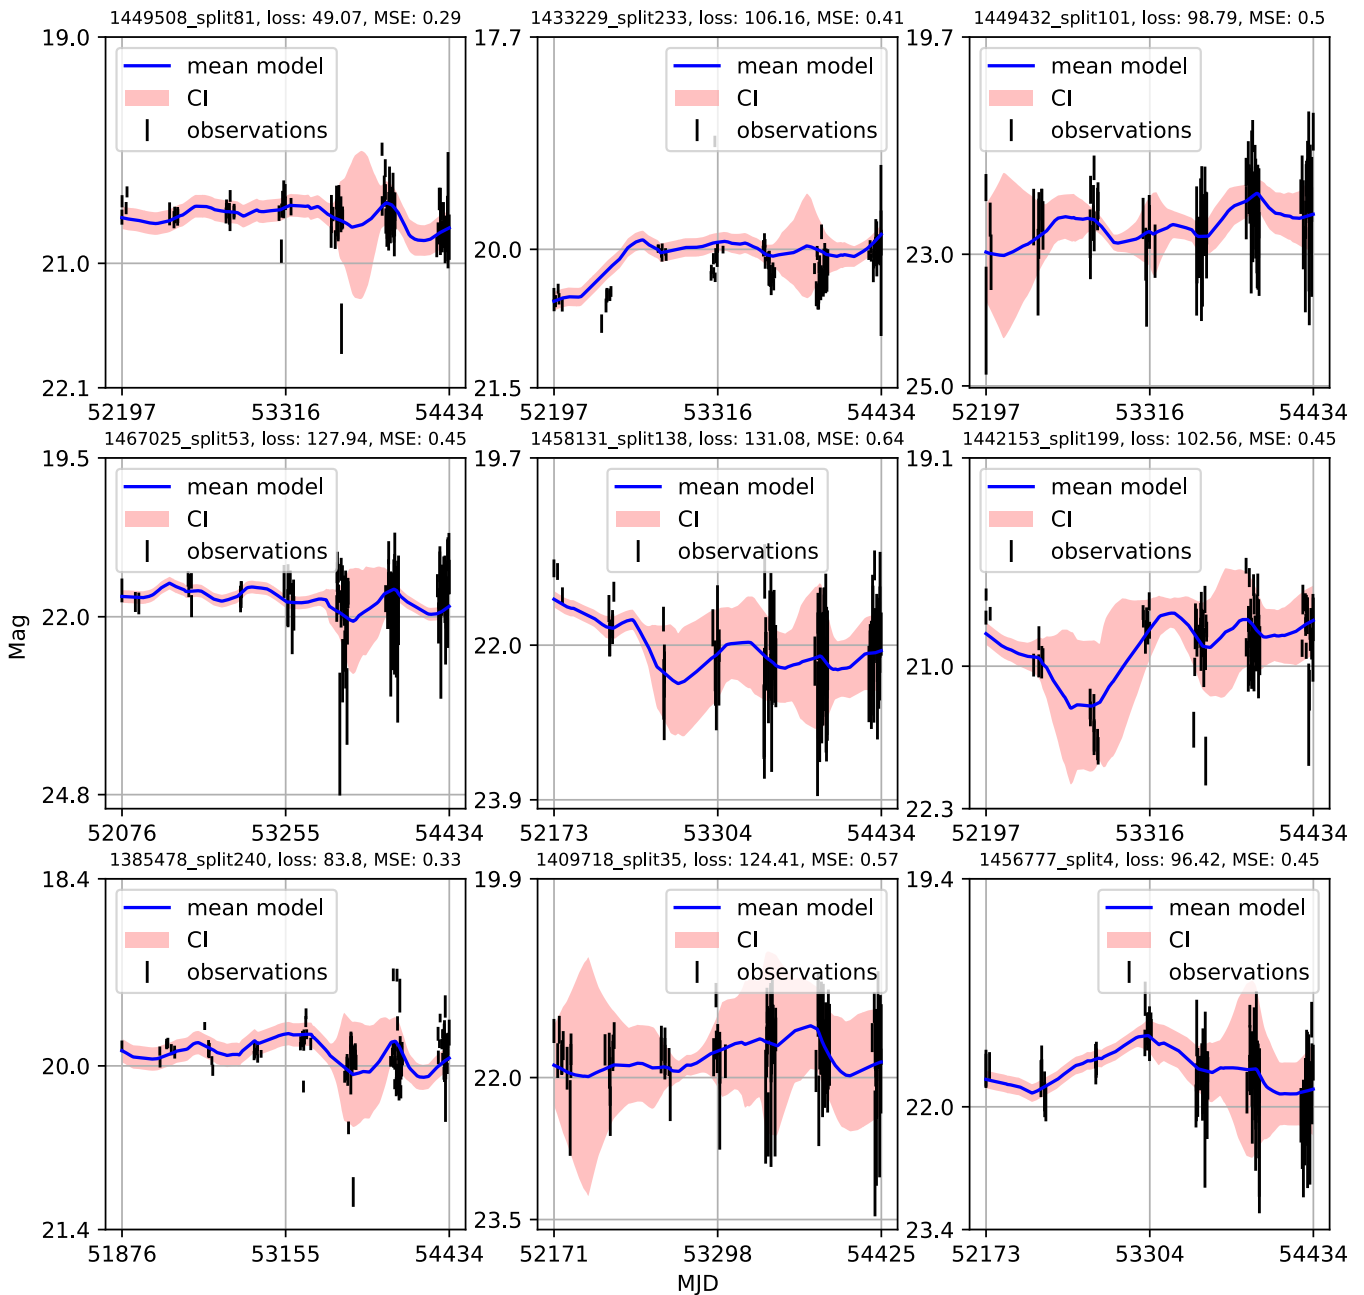 1449508_split81, loss: 49.07, MSE: 0.29
19.0
21.0
22.1
mean model
CI
observations
52197
53316
54434
1433229_split233, loss: 106.16, MSE: 0.41
17.7
20.0
21.5
mean model
CI
observations
52197
53316
54434
1449432_split101, loss: 98.79, MSE: 0.5
19.7
23.0
25.0
mean model
CI
observations
52197
53316
54434
Mag
1467025_split53, loss: 127.94, MSE: 0.45
19.5
22.0
24.8
mean model
CI
observations
52076
53255
54434
1458131_split138, loss: 131.08, MSE: 0.64
19.7
22.0
23.9
mean model
CI
observations
52173
53304
54425
1442153_split199, loss: 102.56, MSE: 0.45
19.1
21.0
22.3
mean model
CI
observations
52197
53316
54434
1385478_split240, loss: 83.8, MSE: 0.33
18.4
20.0
21.4
mean model
CI
observations
51876
53155
54434
1409718_split35, loss: 124.41, MSE: 0.57
19.9
22.0
23.5
mean model
CI
observations
52171
53298
54425
1456777_split4, loss: 96.42, MSE: 0.45
19.4
22.0
23.4
mean model
CI
observations
52173
53304
54434
MJD